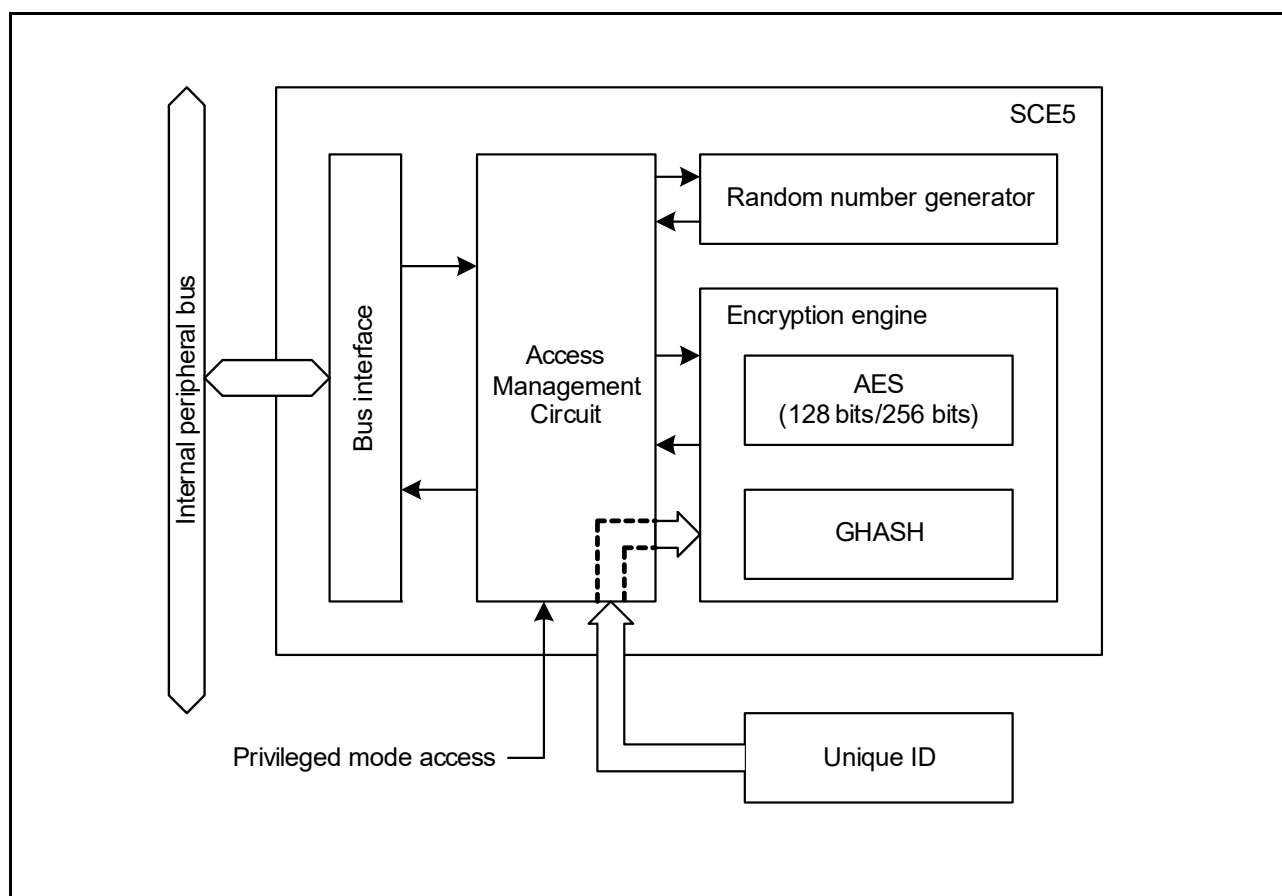 SCE5
Internal peripheral bus
Bus interface
Access
Management
Circuit
Random number generator
Encryption engine
AES
(128 bits/256 bits)
GHASH
Privileged mode access
Unique ID